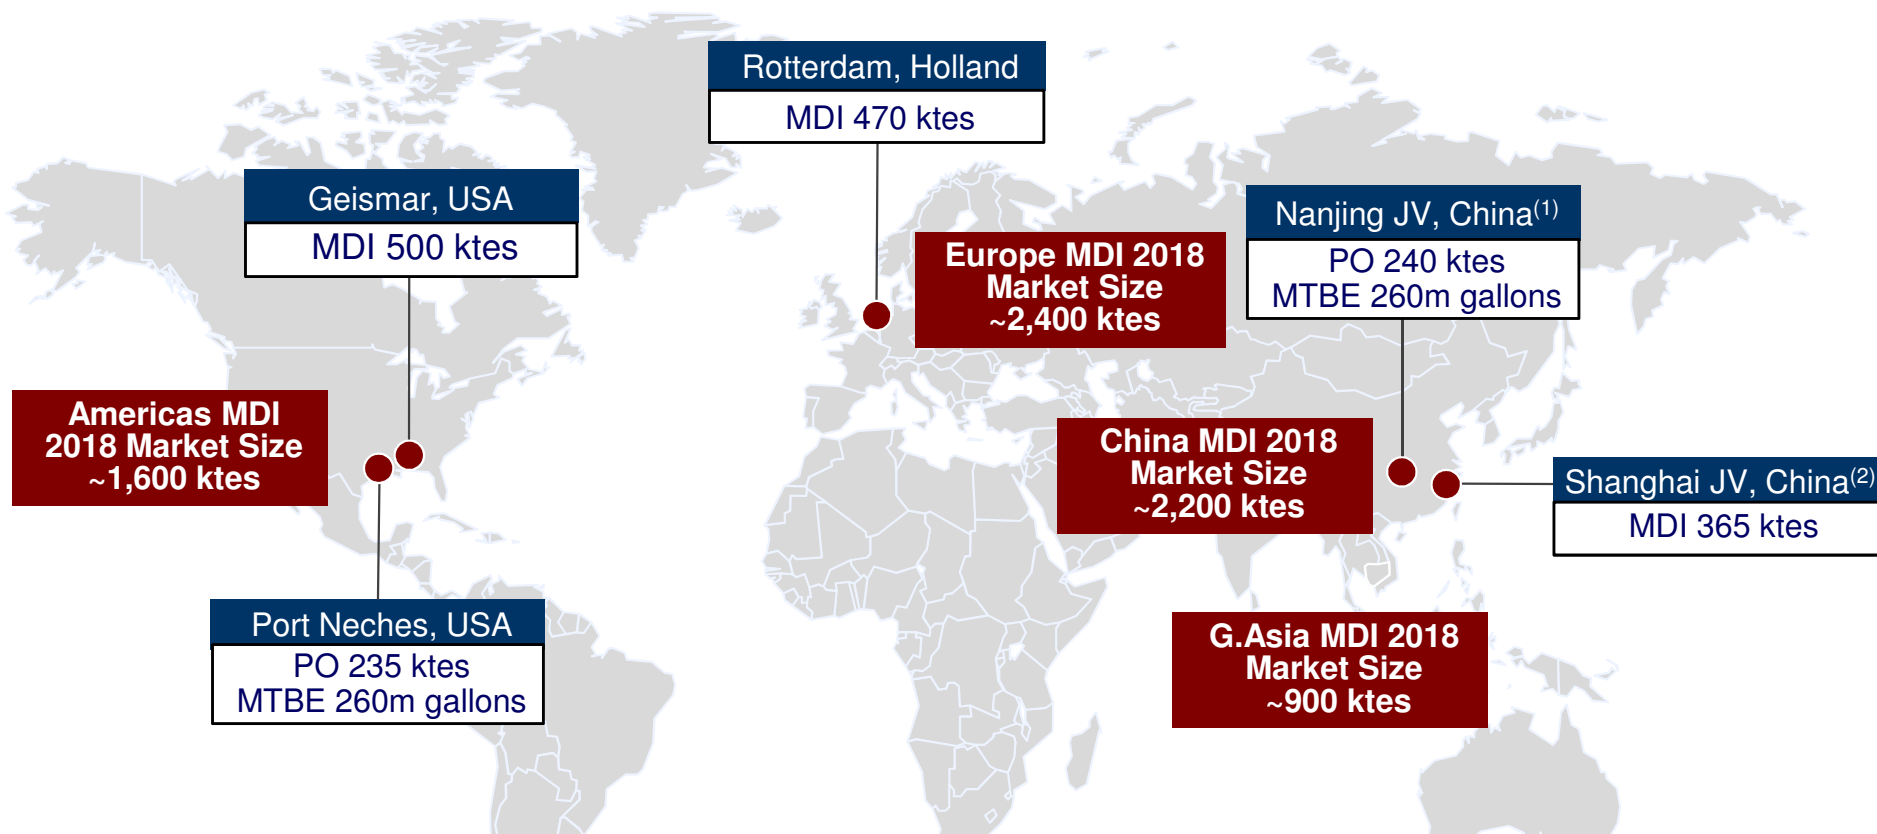 Rotterdam, Holland
MDI 470 ktes
Geismar, USA
MDI 500 ktes
Nanjing JV, China(1)
PO 240 ktes
MTBE 260m gallons
Europe MDI 2018
Market Size
~2,400 ktes
Americas MDI
2018 Market Size
~1,600 ktes
China MDI 2018
Market Size
~2,200 ktes
Shanghai JV, China(2)
MDI 365 ktes
Port Neches, USA
PO 235 ktes
MTBE 260m gallons
G.Asia MDI 2018
Market Size
~900 ktes